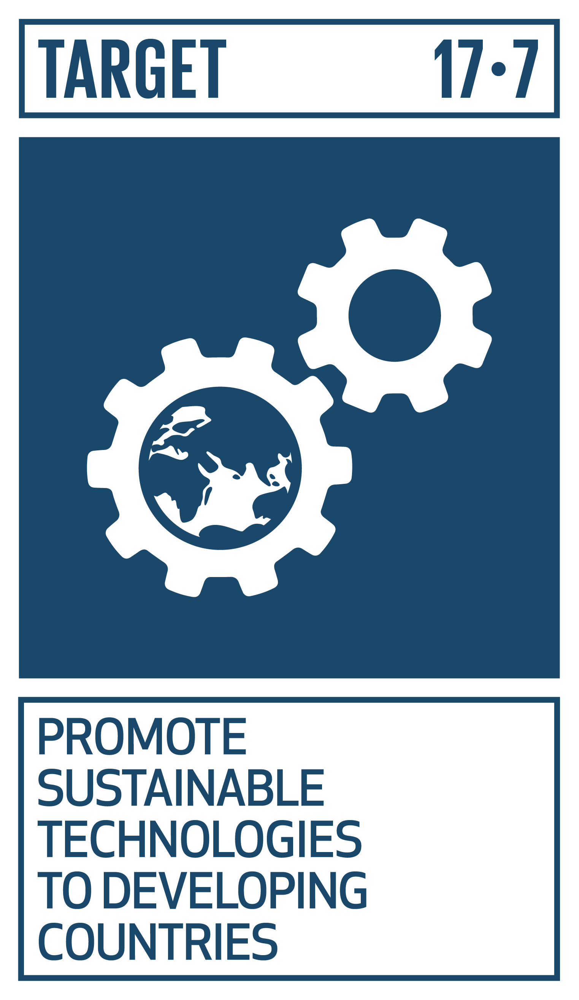 TARGET 17•7
PROMOTE
SUSTAINABLE
TECHNOLOGIES
TO DEVELOPING
COUNTRIES